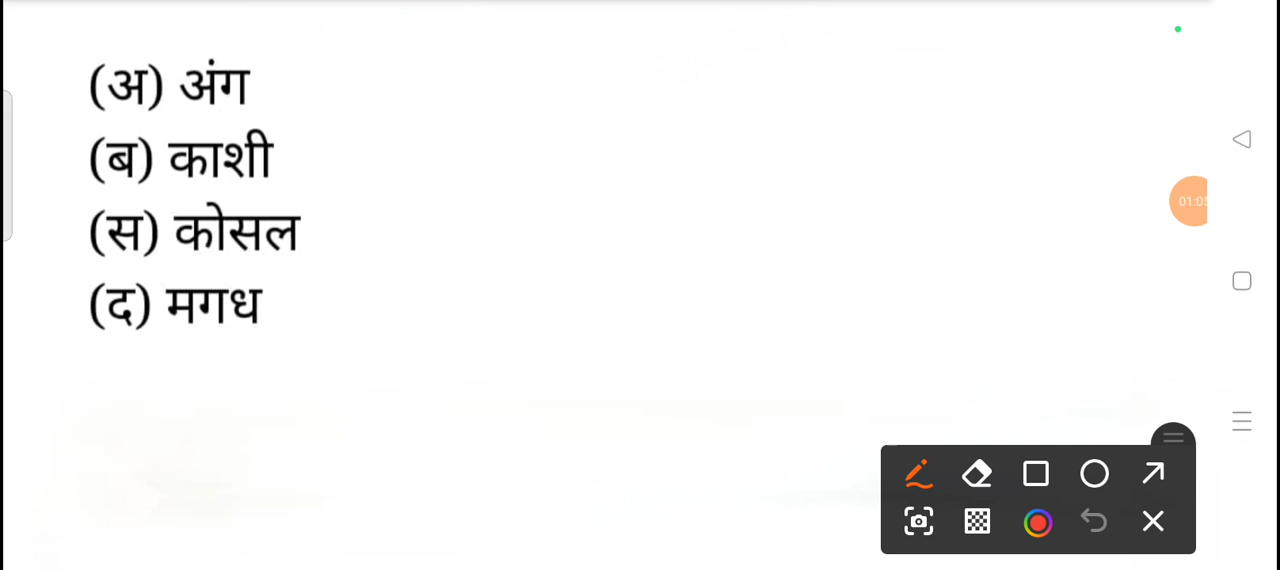 (अ) अंग
(ब) काशी
(स) कोसल
(द) मगध